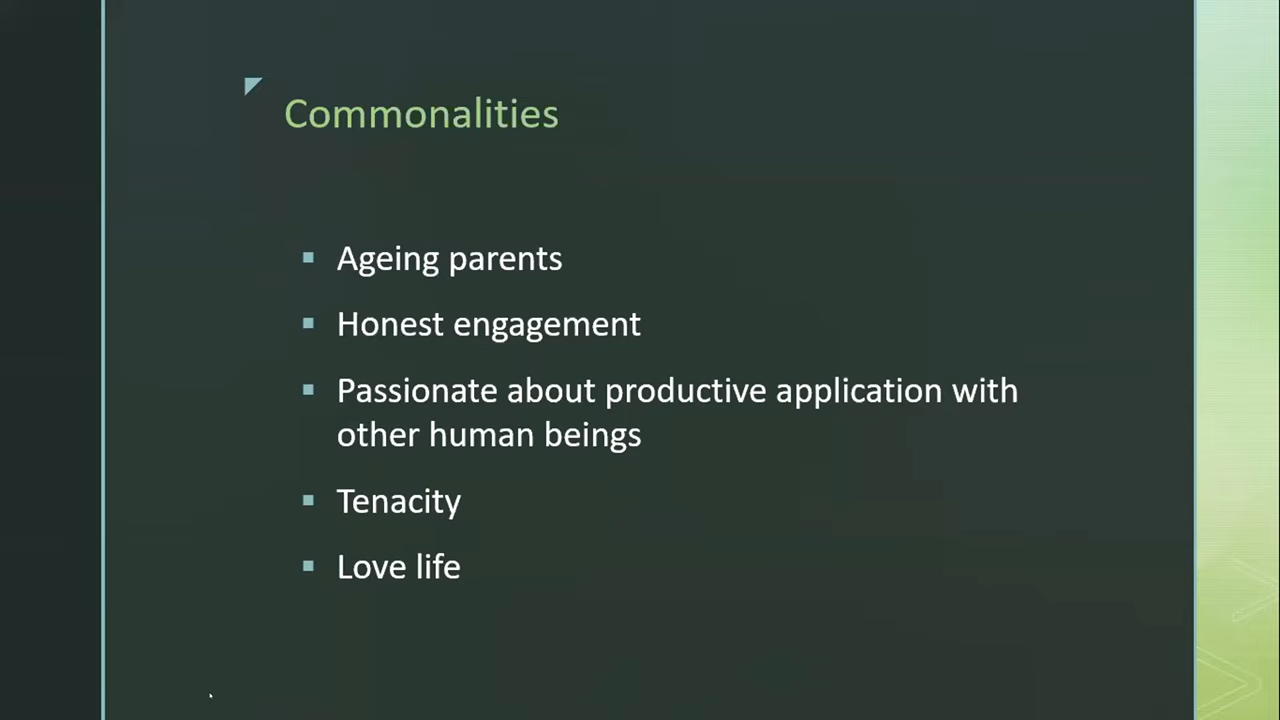 Commonalities
Ageing parents
Honest engagement
Passionate about productive application with
other human beings
Tenacity
Love life